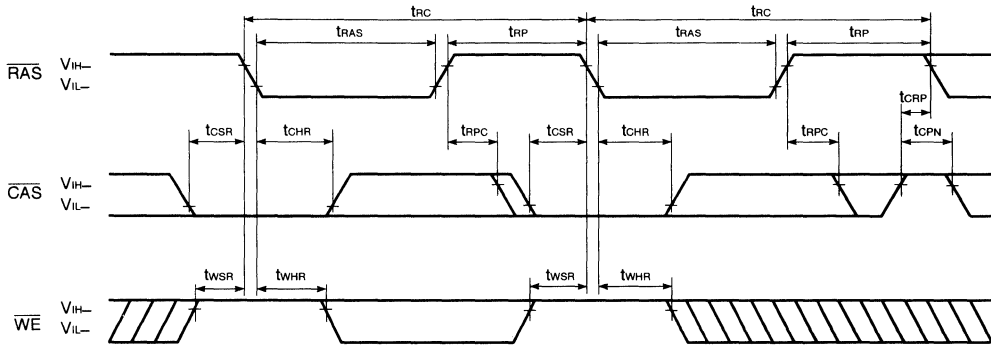 tRC tRC
tRAS tRP tRAS tRP
RAS VIH–
VIL–
tCRP
tCSR tCHR tRPC tCSR tCHR tRPC tCPN
CAS VIH–
VIL–
tWSR tWHR tWSR tWHR
WE VIH–
VIL–